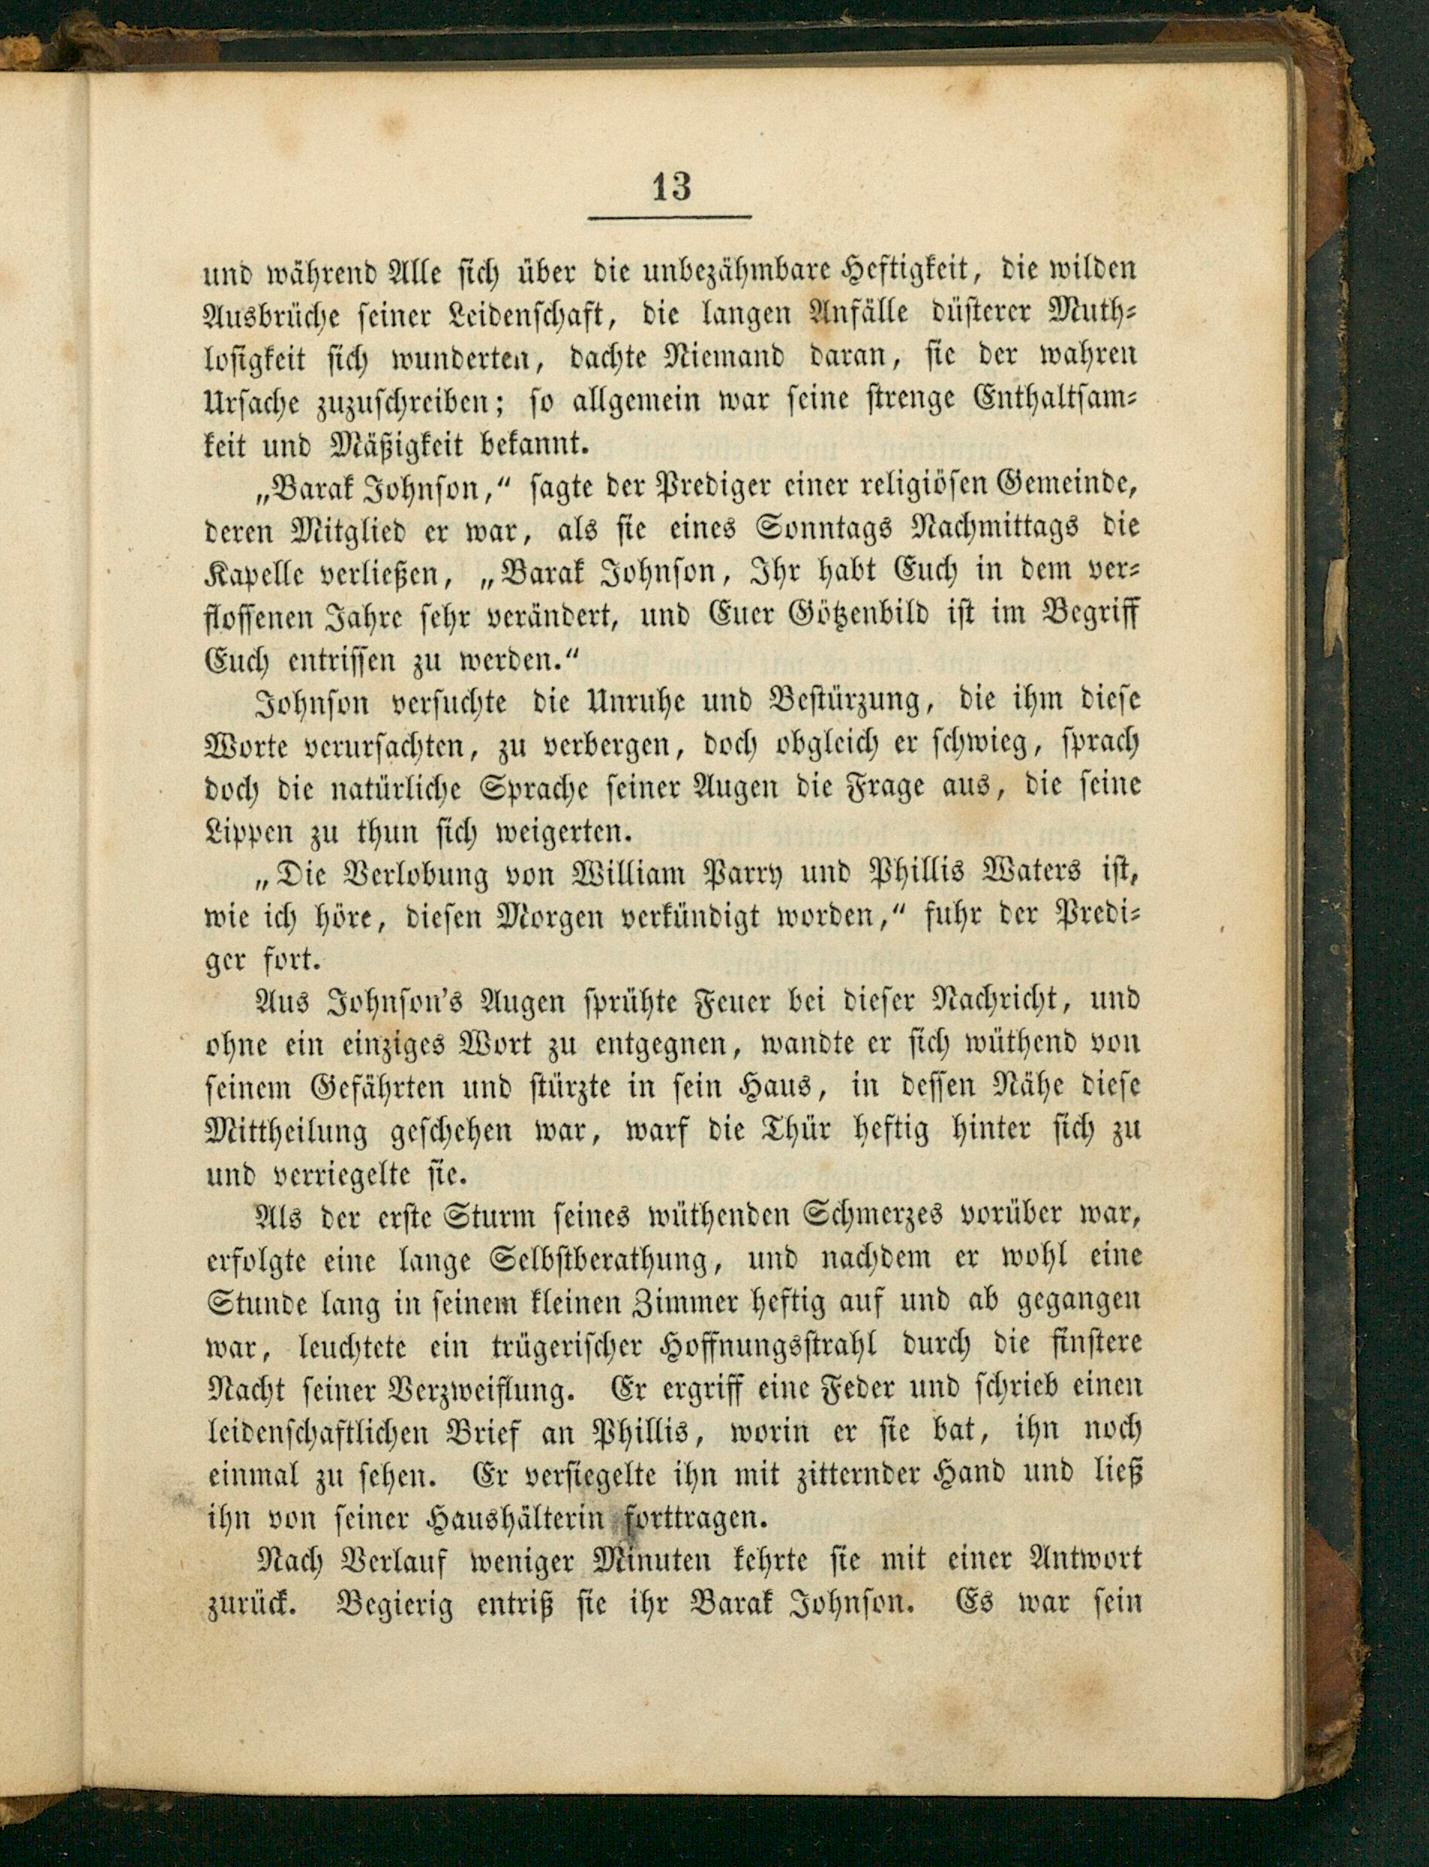 13
und während Alle sich über die unbezähmbare Heftigkeit, die wilden
Ausbrüche seiner Leidenschaft, die langen Anfälle düsterer Muth-
losigkeit sich wunderten, dachte Niemand daran, sie der wahren
Ursache zuzuschreiben; so allgemein war seine strenge Enthaltsam-
keit und Mäßigkeit bekannt.
„Barak Johnson,“ sagte der Prediger einer religiösen Gemeinde,
deren Mitglied er war, als sie eines Sonntags Nachmittags die
Kapelle verließen, „Barak Johnson, Ihr habt Euch in dem ver-
flossenen Jahre sehr verändert, und Euer Götzenbild ist im Begriff
Euch entrissen zu werden.“
Johnson versuchte die Unruhe und Bestürzung, die ihm diese
Worte verursachten, zu verbergen, doch obgleich er schwieg, sprach
doch die natürliche Sprache seiner Augen die Frage aus, die seine
Lippen zu thun sich weigerten.
„Die Verlobung von William Parry und Phillis Waters ist,
wie ich höre, diesen Morgen verkündigt worden,“ fuhr der Predi-
ger fort.
Aus Johnson's Augen sprühte Feuer bei dieser Nachricht, und
ohne ein einziges Wort zu entgegnen, wandte er sich wüthend von
seinem Gefährten und stürzte in sein Haus, in dessen Nähe diese
Mittheilung geschehen war, warf die Thür heftig hinter sich zu
und verriegelte sie.
Als der erste Sturm seines wüthenden Schmerzes vorüber war,
erfolgte eine lange Selbstberathung, und nachdem er wohl eine
Stunde lang in seinem kleinen Zimmer heftig auf und ab gegangen
war, leuchtete ein trügerischer Hoffnungsstrahl durch die finstere
Nacht seiner Verzweiflung. Er ergriff eine Feder und schrieb einen
leidenschaftlichen Brief an Phillis, worin er sie bat, ihn noch
einmal zu sehen. Er versiegelte ihn mit zitternder Hand und ließ
ihn von seiner Haushälterin forttragen.
Nach Verlauf weniger Minuten kehrte sie mit einer Antwort
zurück. Begierig entriß sie ihr Barak Johnson. Es war sein